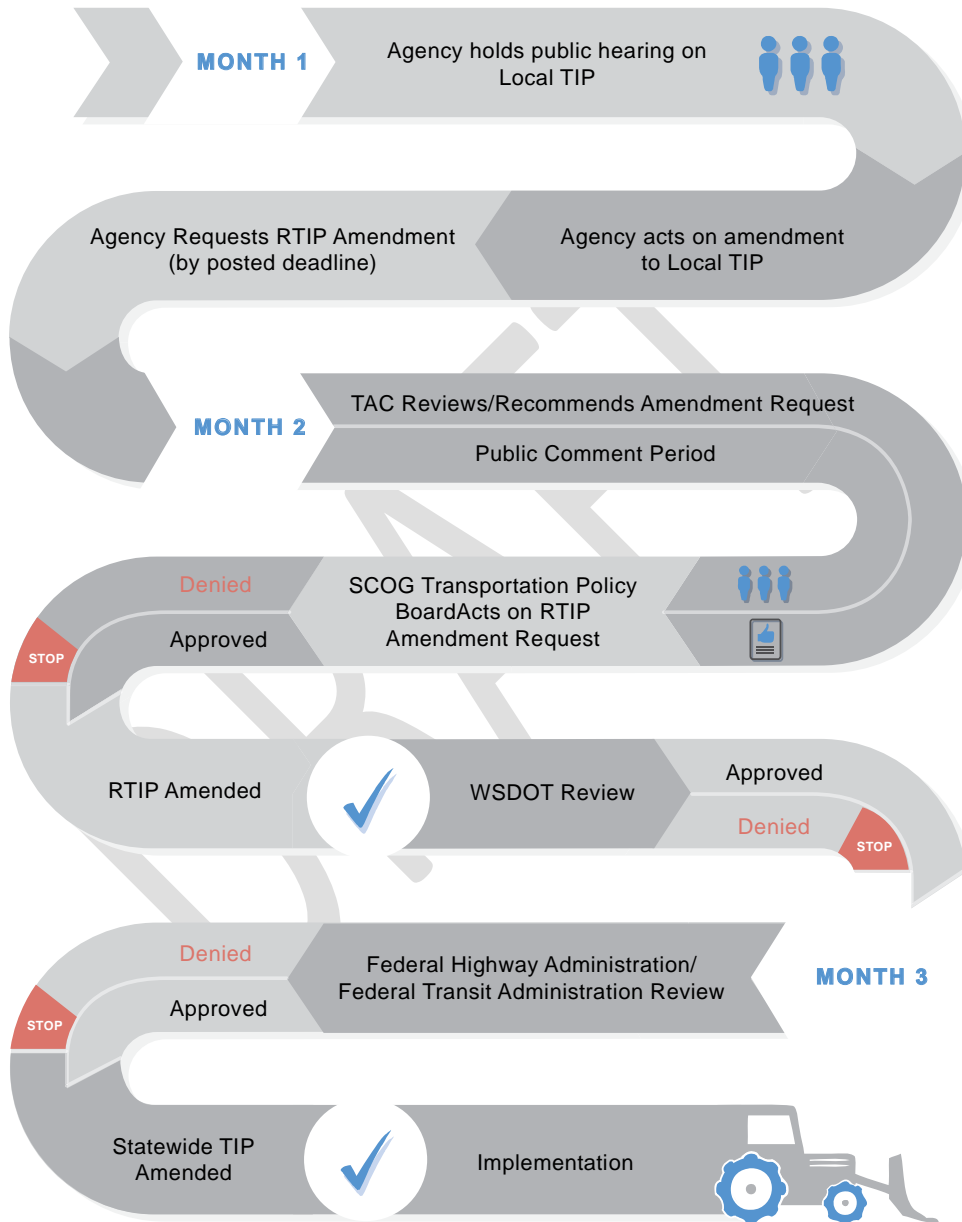 MONTH 1
Agency holds public hearing on
Local TIP
Agency acts on amendment
to Local TIP
Agency Requests RTIP Amendment
(by posted deadline)
MONTH 2
TAC Reviews/Recommends Amendment Request
Public Comment Period
SCOG Transportation Policy
BoardActs on RTIP
Amendment Request
Denied
Approved
STOP
RTIP Amended
WSDOT Review
Approved
Denied
STOP
MONTH 3
Federal Highway Administration/
Federal Transit Administration Review
Denied
Approved
STOP
Statewide TIP
Amended
Implementation
DRAFT